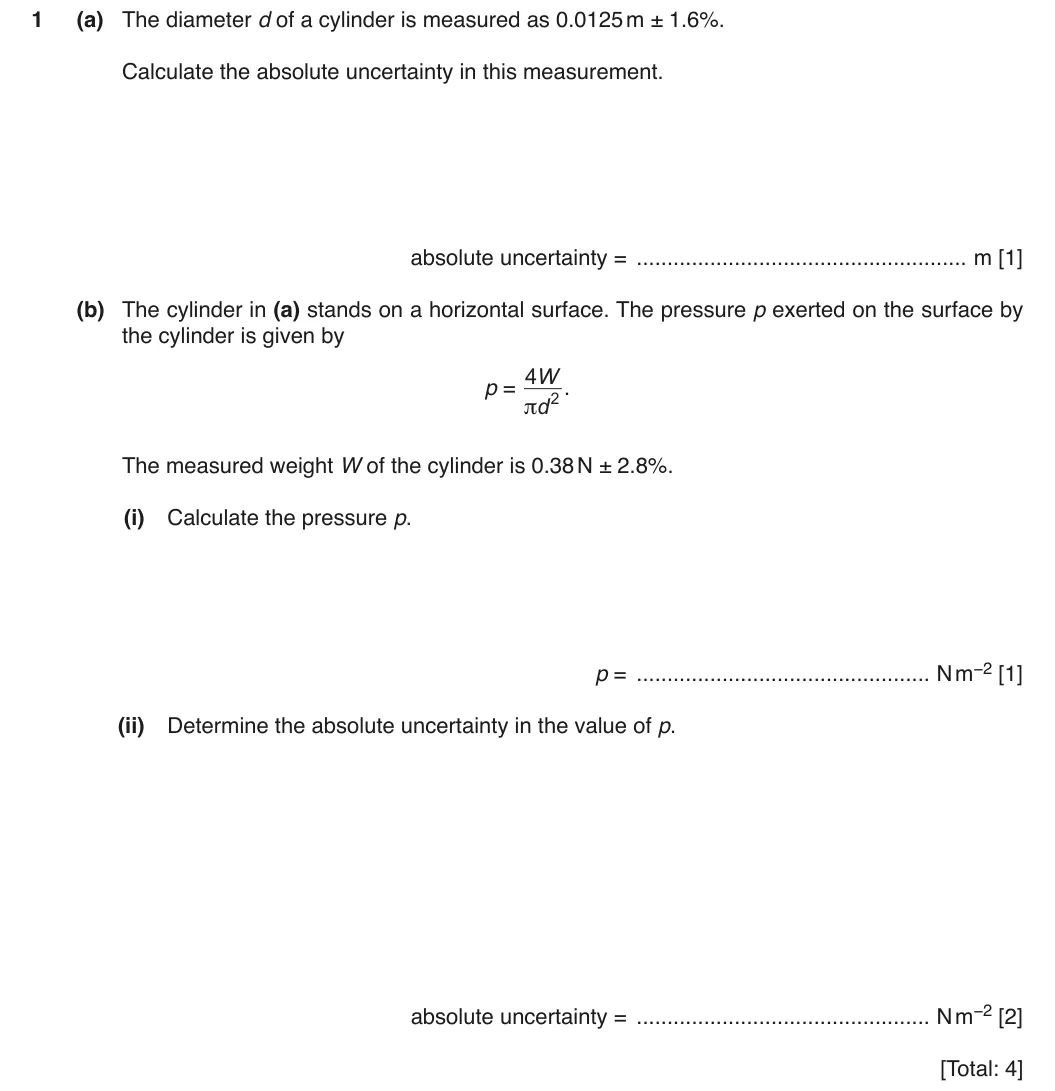 1 (a) The diameter d of a cylinder is measured as 0.0125 m ± 1.6%.
Calculate the absolute uncertainty in this measurement.
absolute uncertainty = ...................................................... m [1]
(b) The cylinder in (a) stands on a horizontal surface. The pressure p exerted on the surface by
the cylinder is given by
p = 4W / πd².
The measured weight W of the cylinder is 0.38 N ± 2.8%.
(i) Calculate the pressure p.
p = ................................................ N m⁻² [1]
(ii) Determine the absolute uncertainty in the value of p.
absolute uncertainty = ................................................ N m⁻² [2]
[Total: 4]